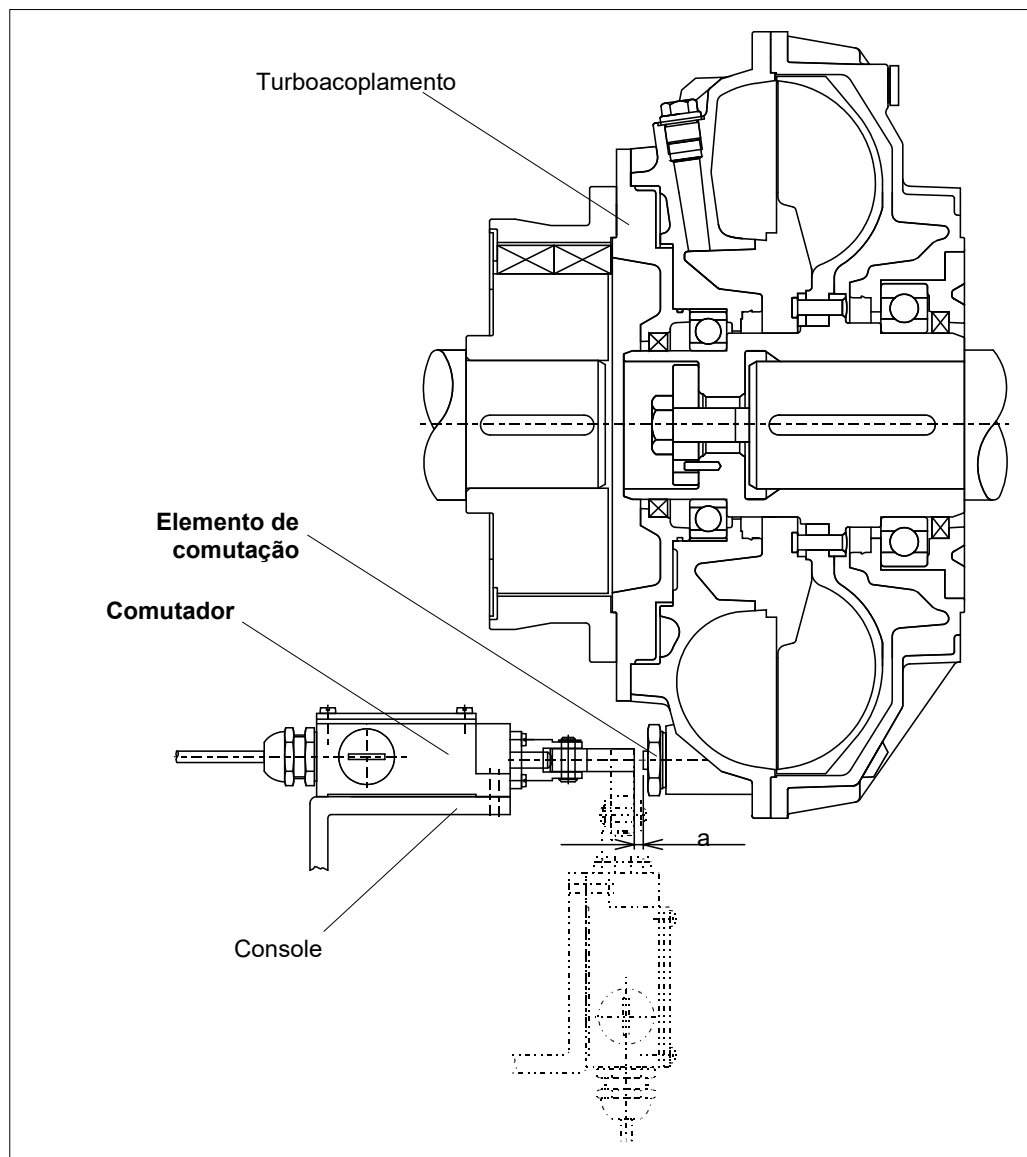 Turboacoplamento
Elemento de
comutação
Comutador
a
Console